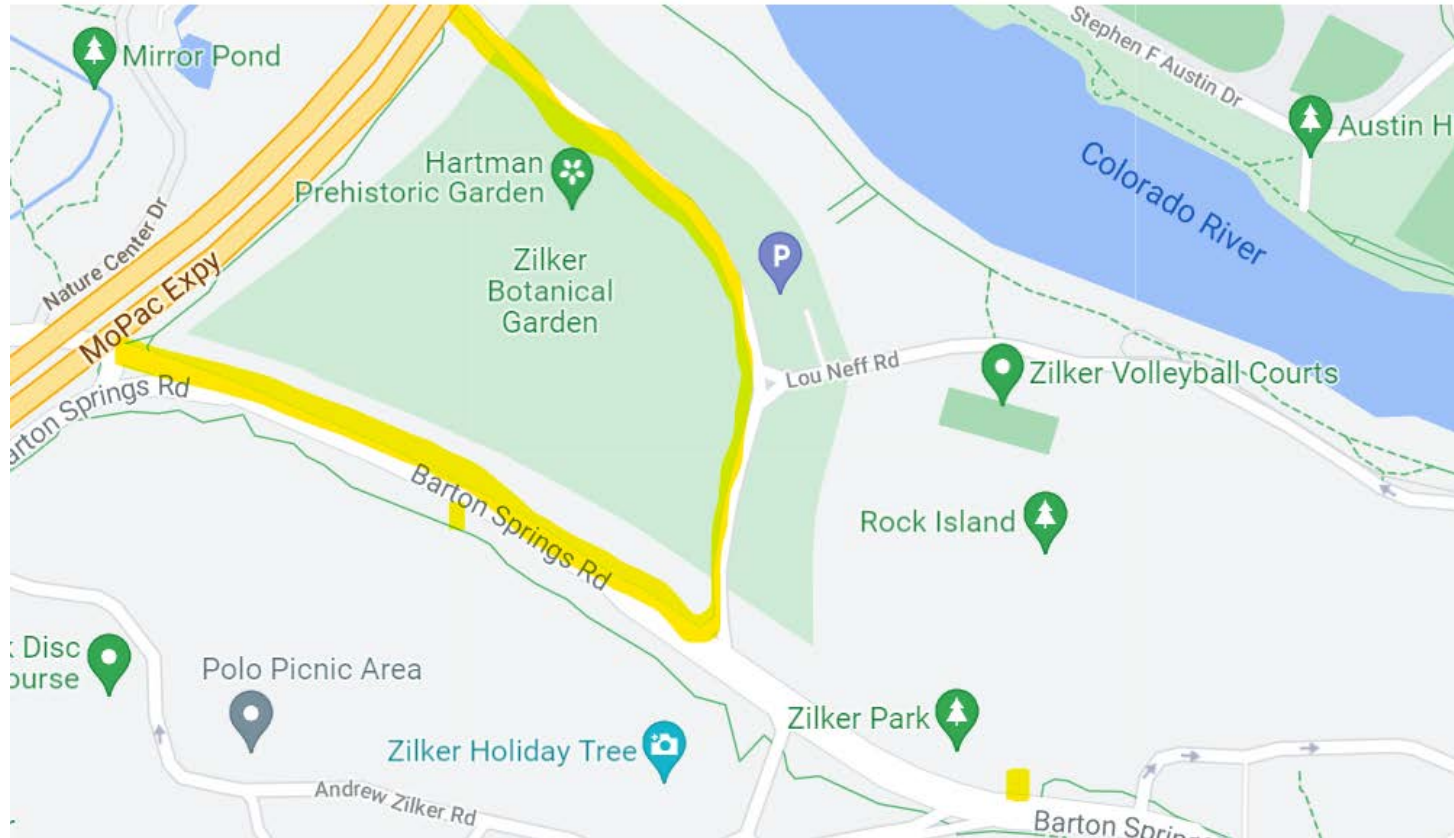 Mirror Pond
Stephen F Austin Dr
Austin H
Hartman
Prehistoric Garden
Colorado River
Nature Center Dr
MoPac Expy
Zilker
Botanical
Garden
P
Lou Neff Rd
Zilker Volleyball Courts
arton Springs Rd
Barton Springs Rd
Rock Island
k Disc
ourse
Polo Picnic Area
Zilker Park
Zilker Holiday Tree
Andrew Zilker Rd
Barton Springs